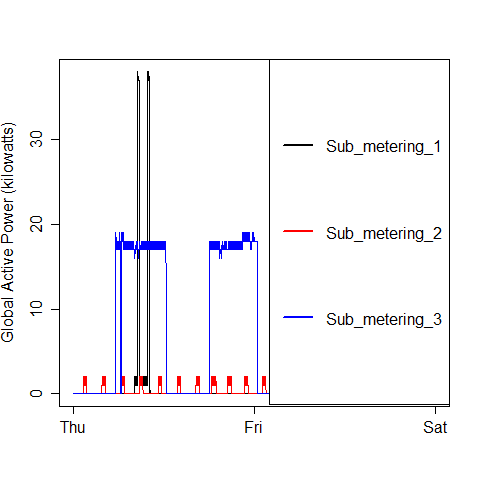 Global Active Power (kilowatts)
30
20
10
0
Sub_metering_1
Sub_metering_2
Sub_metering_3
Thu
Fri
Sat